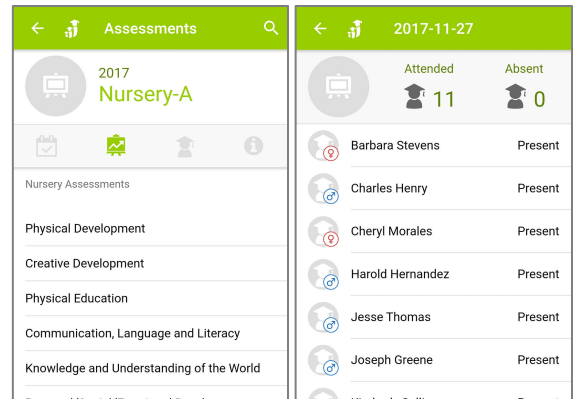 Assessments
2017
Nursery-A
Nursery Assessments
Physical Development
Creative Development
Physical Education
Communication, Language and Literacy
Knowledge and Understanding of the World
2017-11-27
Attended
Absent
11
0
Barbara Stevens Present
Charles Henry Present
Cheryl Morales Present
Harold Hernandez Present
Jesse Thomas Present
Joseph Greene Present